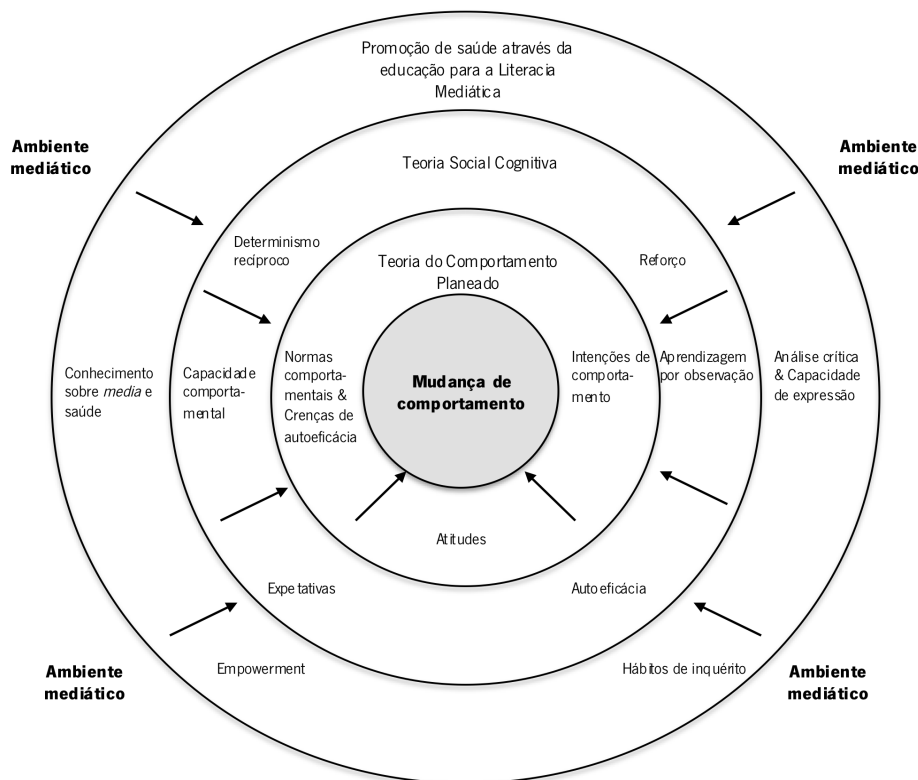 Promoção de saúde através da
educação para a Literacia
Mediática
Ambiente
mediático
Ambiente
mediático
Teoria Social Cognitiva
Determinismo
recíproco
Teoria do Comportamento
Planeado
Reforço
Conhecimento
sobre media e
saúde
Capacidade
comporta-
mental
Normas
comporta-
mentais &
Crenças de
autoeficácia
Mudança de
comportamento
Intenções de
comporta-
mento
Aprendizagem
por observação
Análise crítica
& Capacidade
de expressão
Atitudes
Expetativas
Autoeficácia
Ambiente
mediático
Empowerment
Hábitos de inquérito
Ambiente
mediático